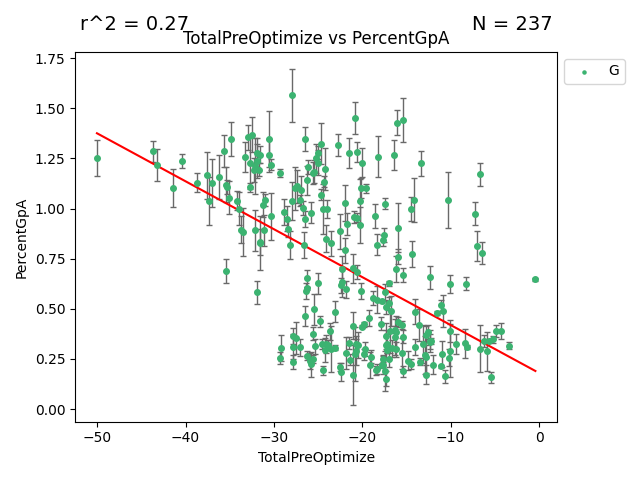 r^2 = 0.27 N = 237
TotalPreOptimize vs PercentGpA
G
1.75
1.50
1.25
1.00
0.75
0.50
0.25
0.00
PercentGpA
−50 −40 −30 −20 −10 0
TotalPreOptimize